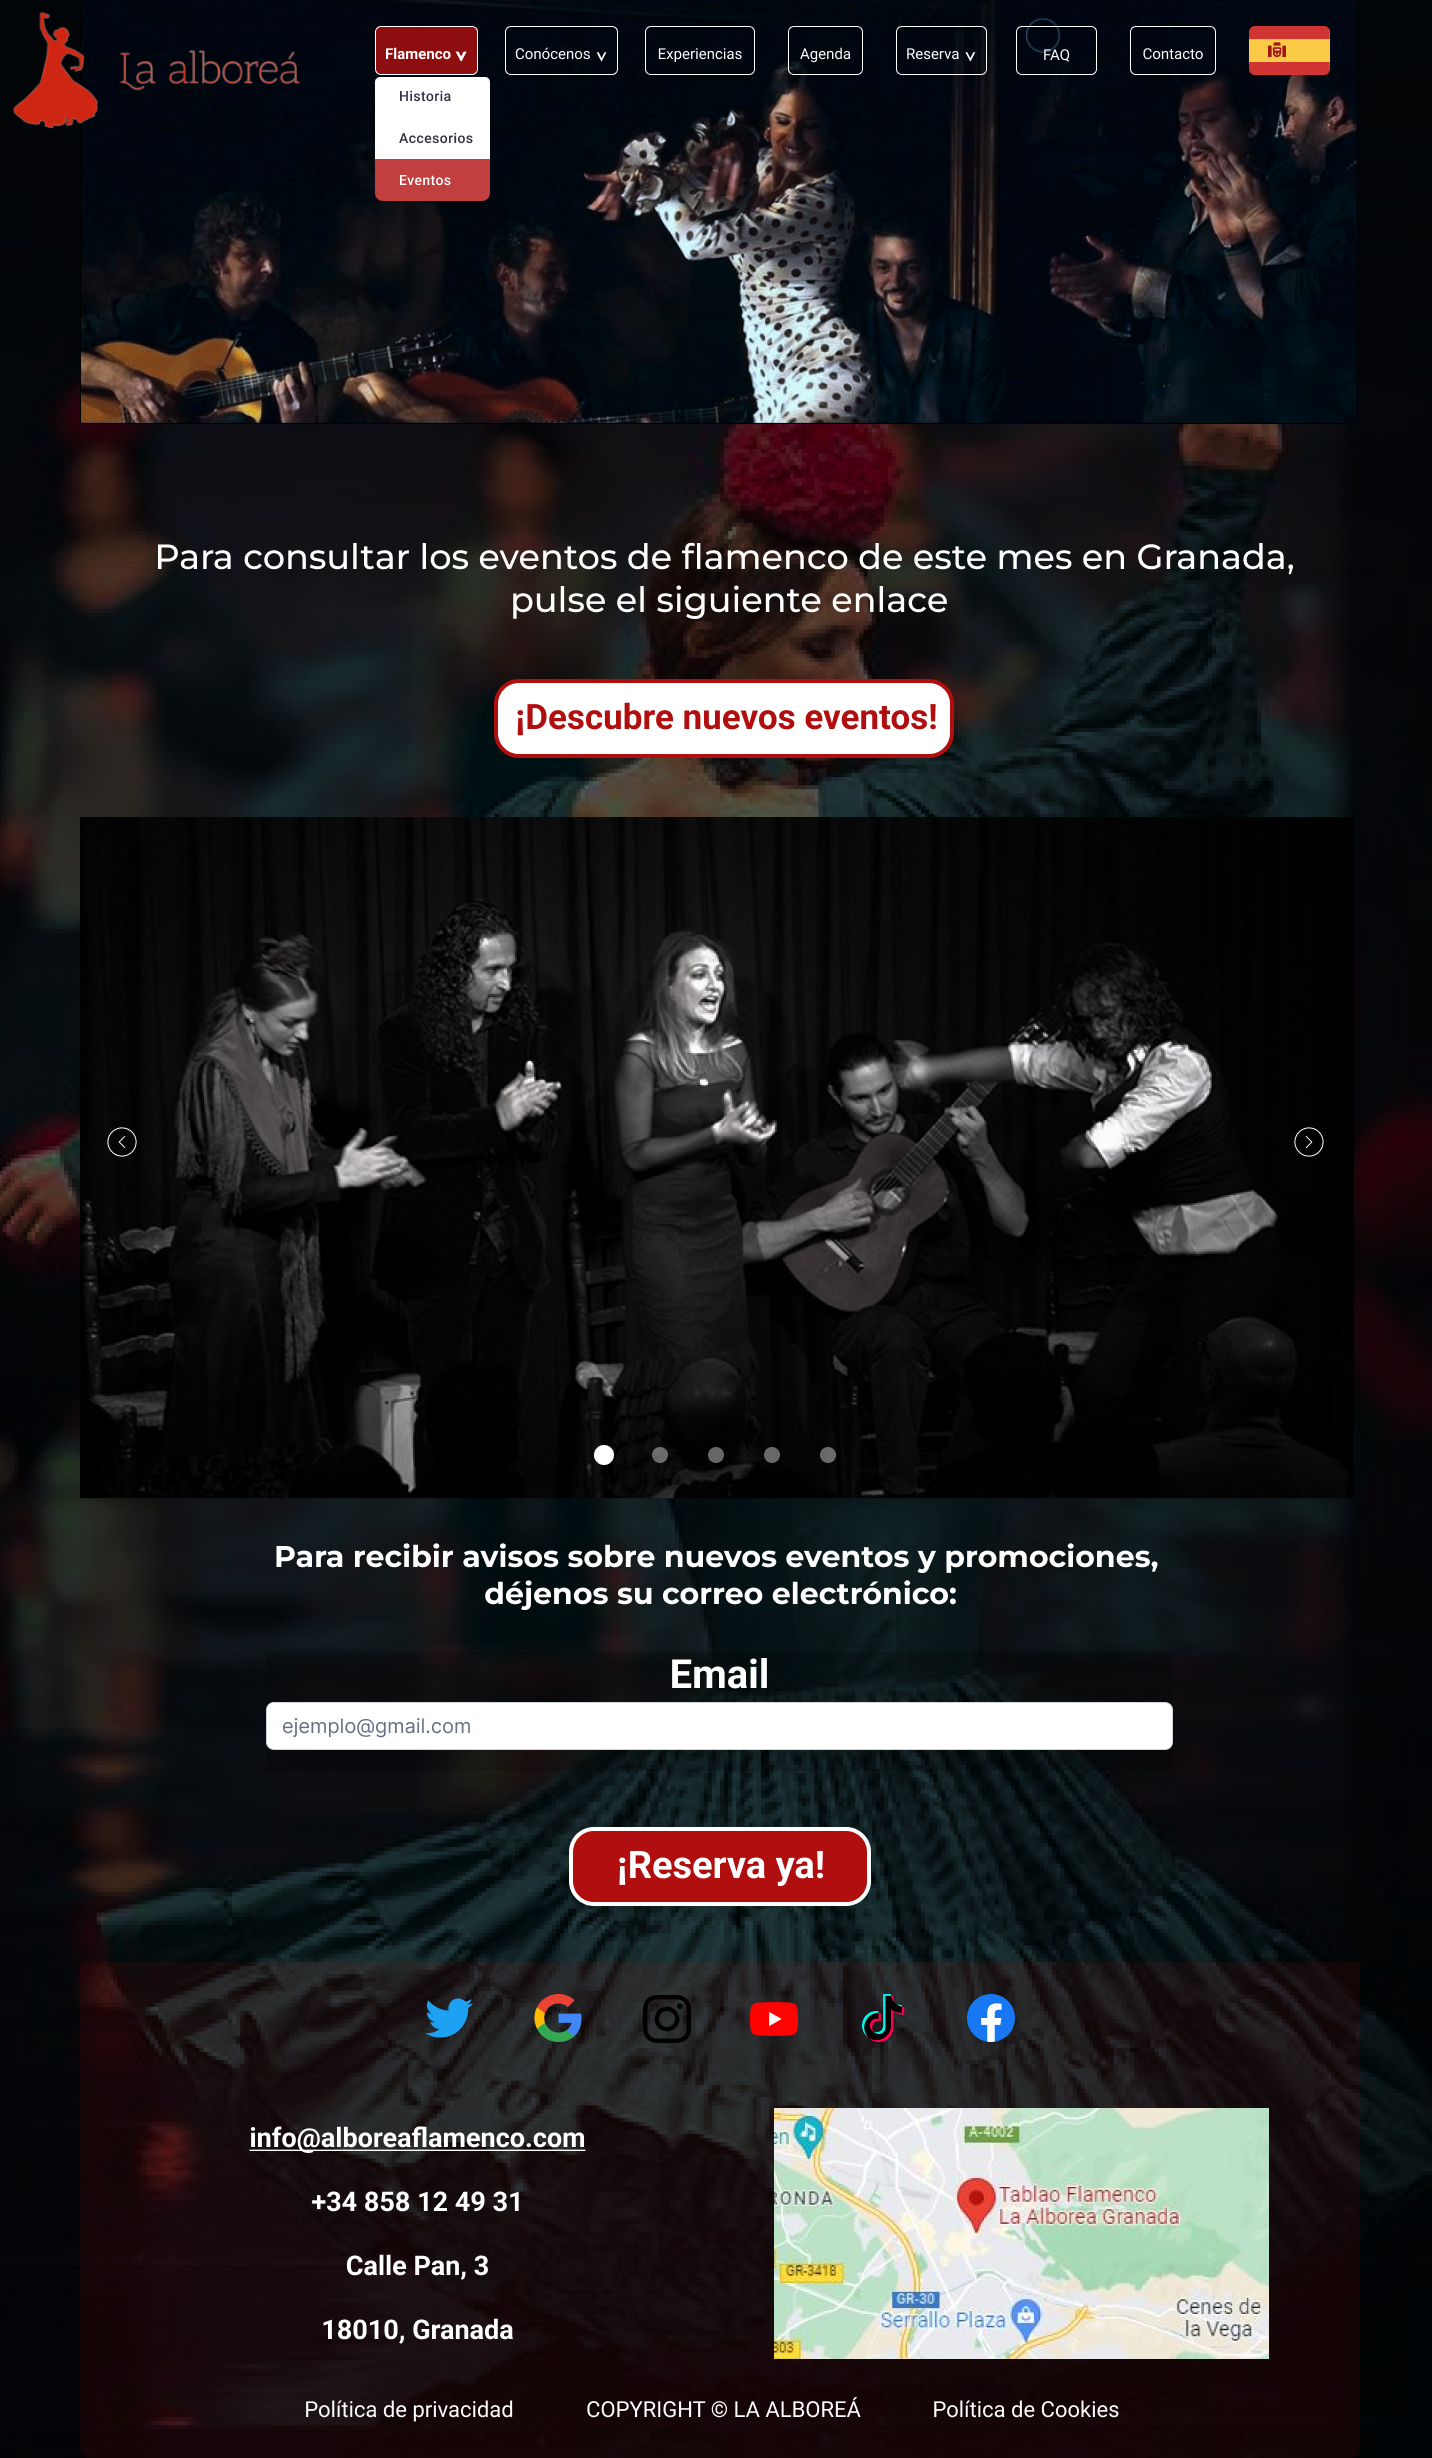 La alboreá
Flamenco
Conócenos
Experiencias
Agenda
Reserva
FAQ
Contacto
Historia
Accesorios
Eventos
Para consultar los eventos de flamenco de este mes en Granada,
pulse el siguiente enlace
¡Descubre nuevos eventos!
Para recibir avisos sobre nuevos eventos y promociones,
déjenos su correo electrónico:
Email
ejemplo@gmail.com
¡Reserva ya!
info@alboreaflamenco.com
+34 858 12 49 31
Calle Pan, 3
18010, Granada
en
A-4002
RONDA
Tablao Flamenco
La Alborea Granada
GR-3418
GR-30
Serrallo Plaza
Cenes de
la Vega
303
Política de privacidad
COPYRIGHT © LA ALBOREÁ
Política de Cookies